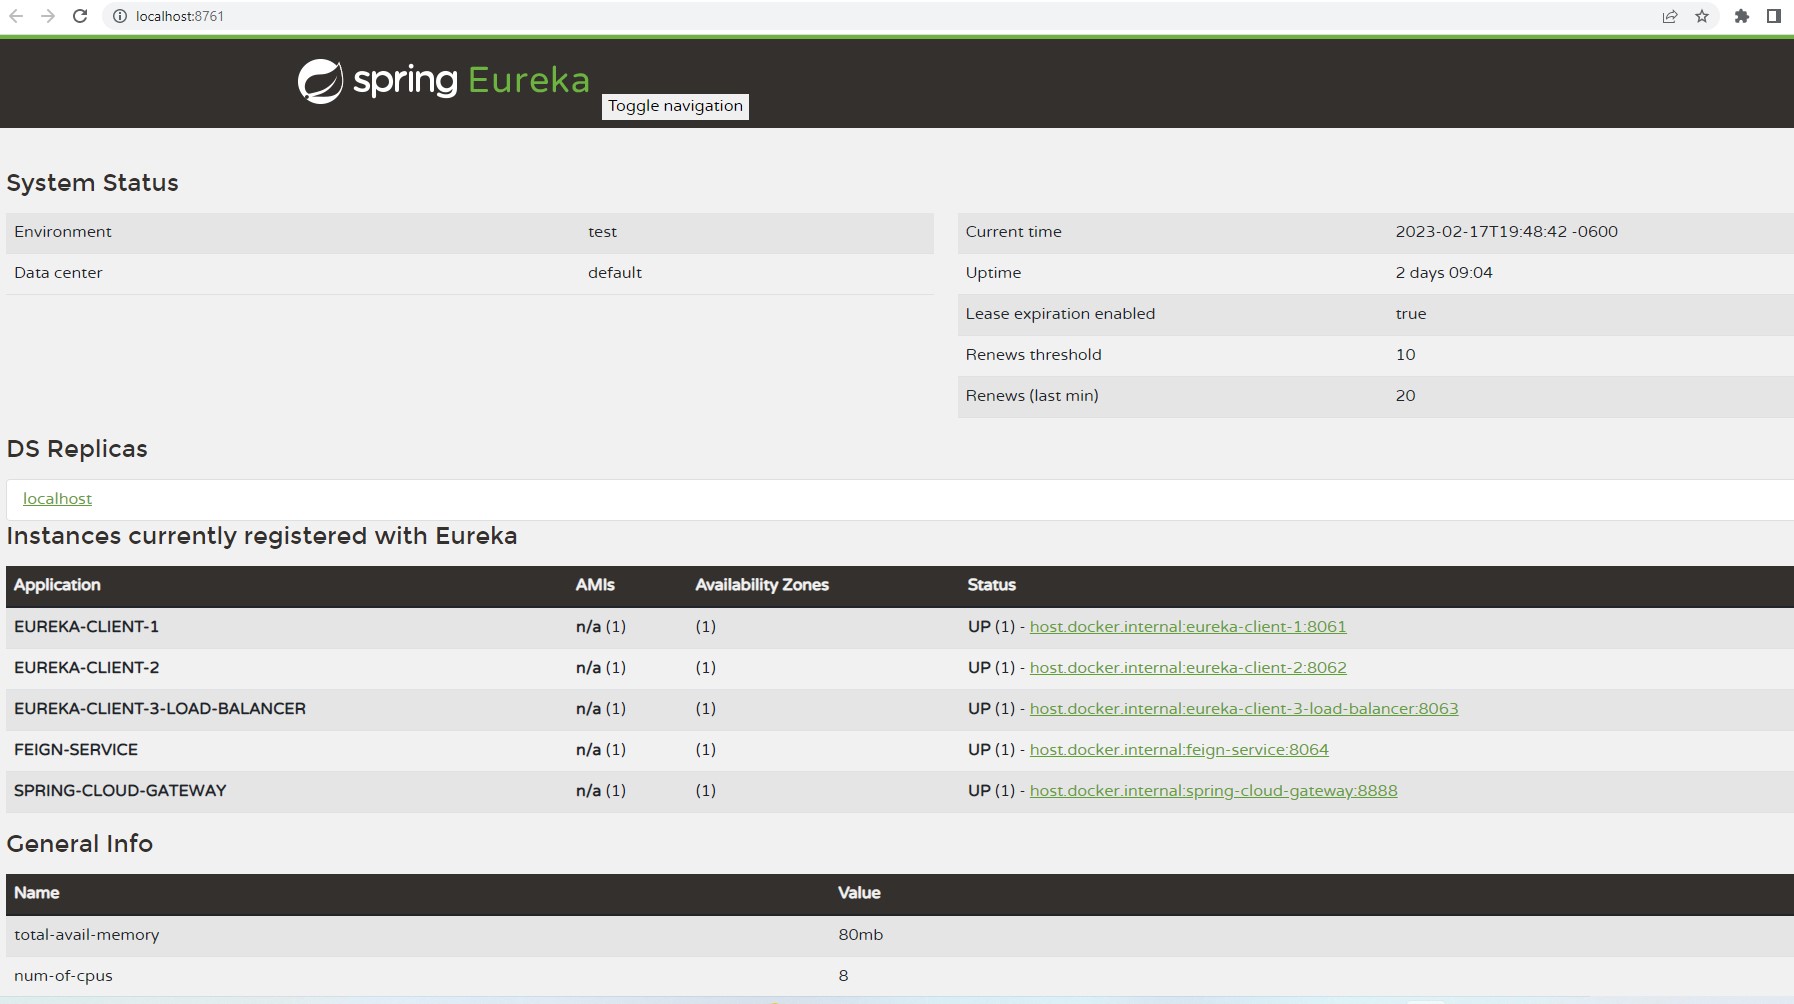 localhost:8761
spring Eureka
Toggle navigation
System Status
Environment test
Data center default
Current time 2023-02-17T19:48:42 -0600
Uptime 2 days 09:04
Lease expiration enabled true
Renews threshold 10
Renews (last min) 20
DS Replicas
localhost
Instances currently registered with Eureka
Application AMIs Availability Zones Status
EUREKA-CLIENT-1 n/a (1) (1) UP (1) - host.docker.internal:eureka-client-1:8061
EUREKA-CLIENT-2 n/a (1) (1) UP (1) - host.docker.internal:eureka-client-2:8062
EUREKA-CLIENT-3-LOAD-BALANCER n/a (1) (1) UP (1) - host.docker.internal:eureka-client-3-load-balancer:8063
FEIGN-SERVICE n/a (1) (1) UP (1) - host.docker.internal:feign-service:8064
SPRING-CLOUD-GATEWAY n/a (1) (1) UP (1) - host.docker.internal:spring-cloud-gateway:8888
General Info
Name Value
total-avail-memory 80mb
num-of-cpus 8